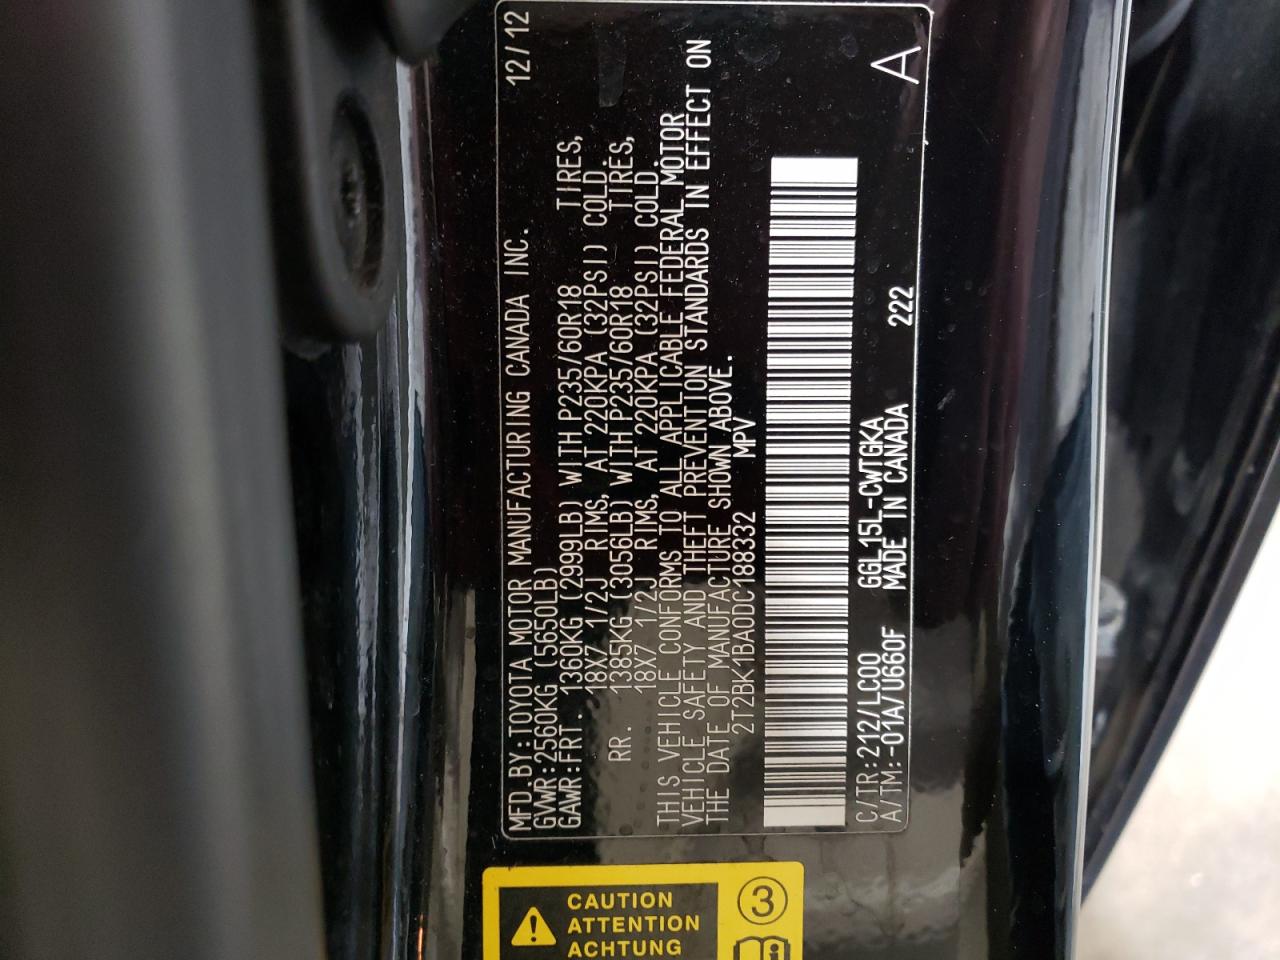 MFD.BY:TOYOTA MOTOR MANUFACTURING CANADA INC. 12/12
GVWR:2560KG (5650LB)
GAWR:FRT. 1360KG (2999LB) WITH P235/60R18 TIRES,
18X7 1/2J RIMS, AT 220KPA (32PSI) COLD.
RR. 1385KG (3056LB) WITH P235/60R18 TIRES,
18X7 1/2J RIMS, AT 220KPA (32PSI) COLD.
THIS VEHICLE CONFORMS TO ALL APPLICABLE FEDERAL MOTOR
VEHICLE SAFETY AND THEFT PREVENTION STANDARDS IN EFFECT ON
THE DATE OF MANUFACTURE SHOWN ABOVE.
2T2BK1BA0DC188332 MPV
C/TR:212/LC00 GGL15L-CWTGKA
A/TM:-01A/U660F MADE IN CANADA 222
A
CAUTION
ATTENTION
ACHTUNG
3